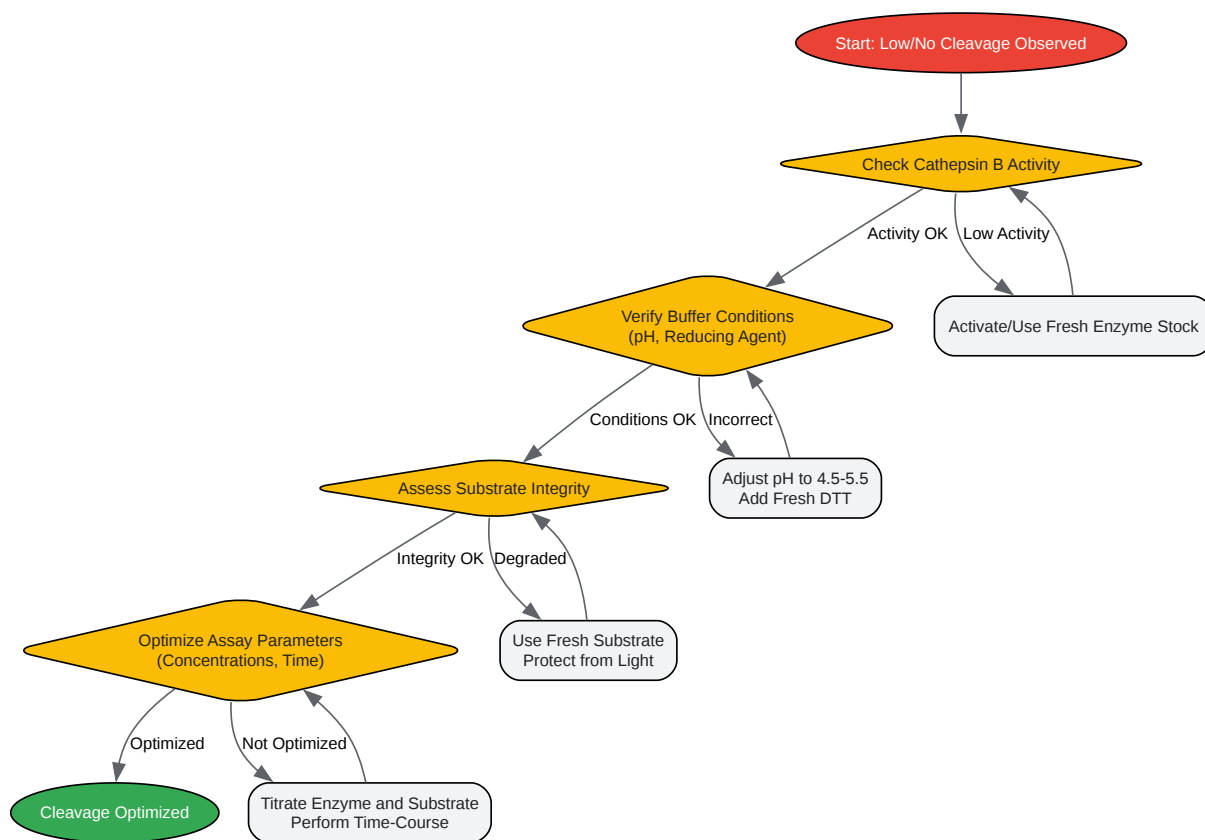 Start: Low/No Cleavage Observed
Check Cathepsin B Activity
Activity OK
Low Activity
Verify Buffer Conditions
(pH, Reducing Agent)
Activate/Use Fresh Enzyme Stock
Conditions OK
Incorrect
Assess Substrate Integrity
Adjust pH to 4.5-5.5
Add Fresh DTT
Integrity OK
Degraded
Optimize Assay Parameters
(Concentrations, Time)
Use Fresh Substrate
Protect from Light
Optimized
Not Optimized
Cleavage Optimized
Titrate Enzyme and Substrate
Perform Time-Course